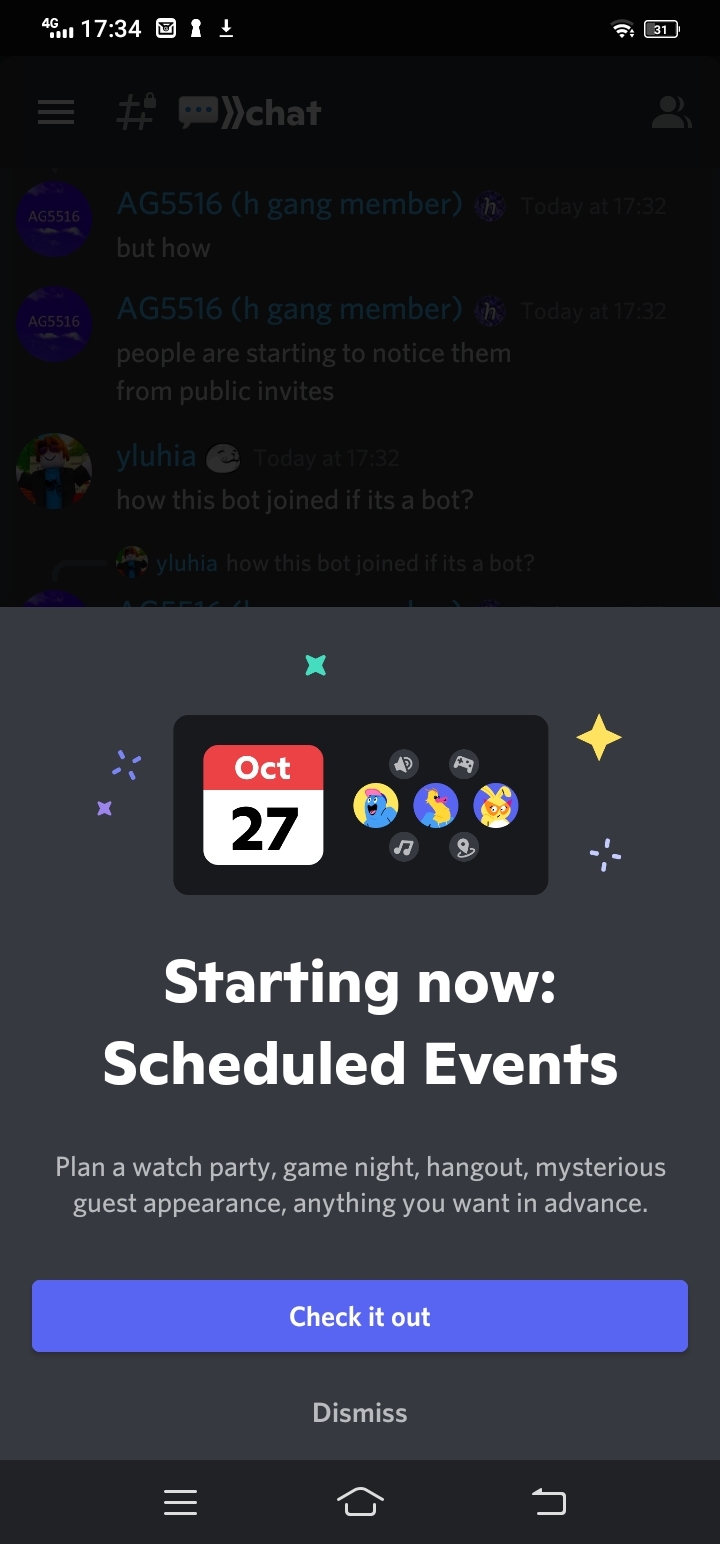 4G 17:34 31
chat
AG5516 AG5516 (h gang member) h Today at 17:32
but how
AG5516 AG5516 (h gang member) h Today at 17:32
people are starting to notice them
from public invites
yluhia Today at 17:32
how this bot joined if its a bot?
yluhia how this bot joined if its a bot?
AG5516 (h gang member)
Oct
27
Starting now:
Scheduled Events
Plan a watch party, game night, hangout, mysterious
guest appearance, anything you want in advance.
Check it out
Dismiss